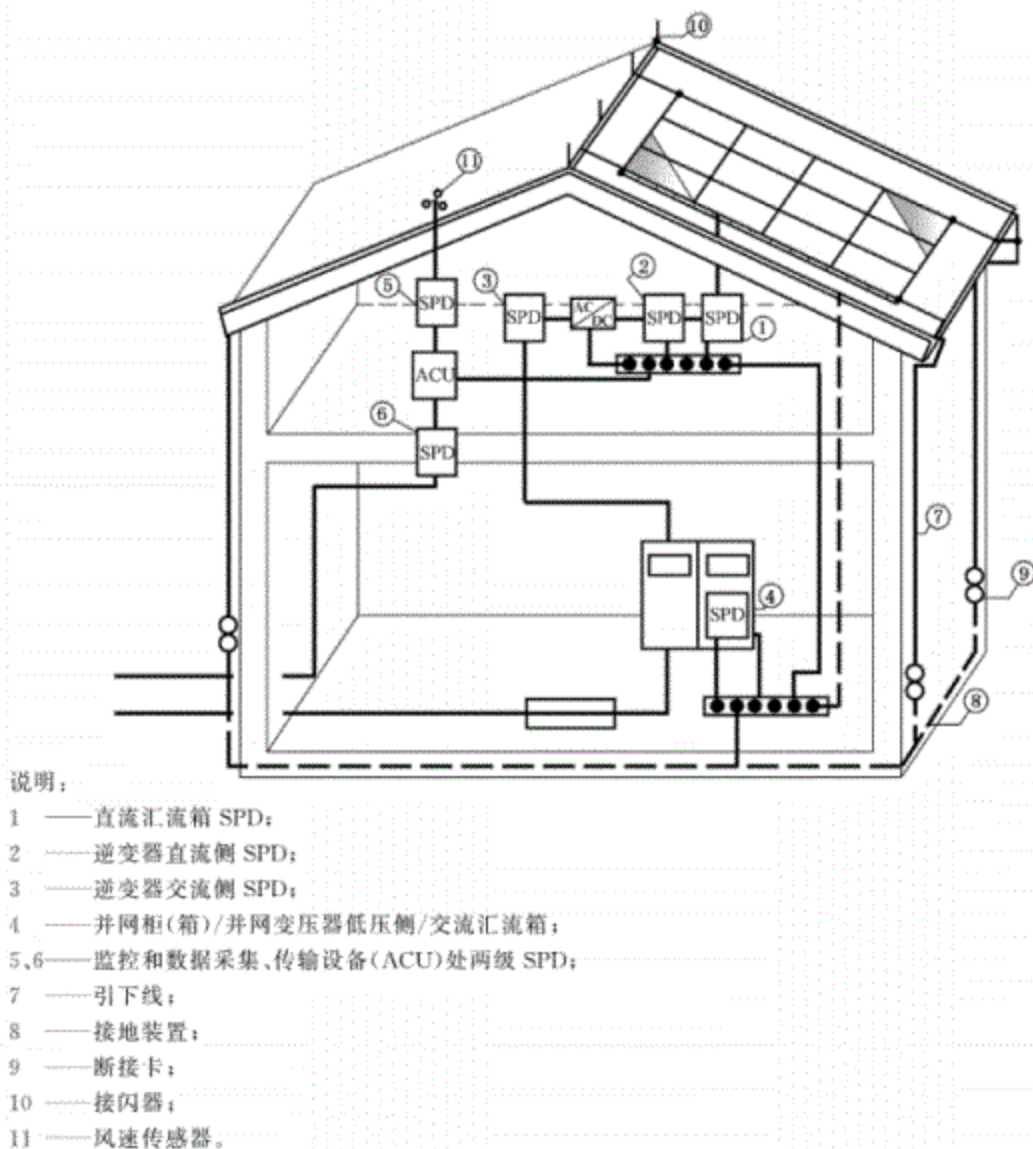 ⑩
⑪
⑤ SPD
③ SPD
AC
DC
② SPD
SPD ①
ACU
⑥
SPD
⑦
⑨
④
SPD
⑧
说明：
1 ——直流汇流箱 SPD；
2 ——逆变器直流侧 SPD；
3 ——逆变器交流侧 SPD；
4 ——并网柜(箱)/并网变压器低压侧/交流汇流箱；
5、6——监控和数据采集、传输设备(ACU)处两级 SPD；
7 ——引下线；
8 ——接地装置；
9 ——断接卡；
10 ——接闪器；
11 ——风速传感器。